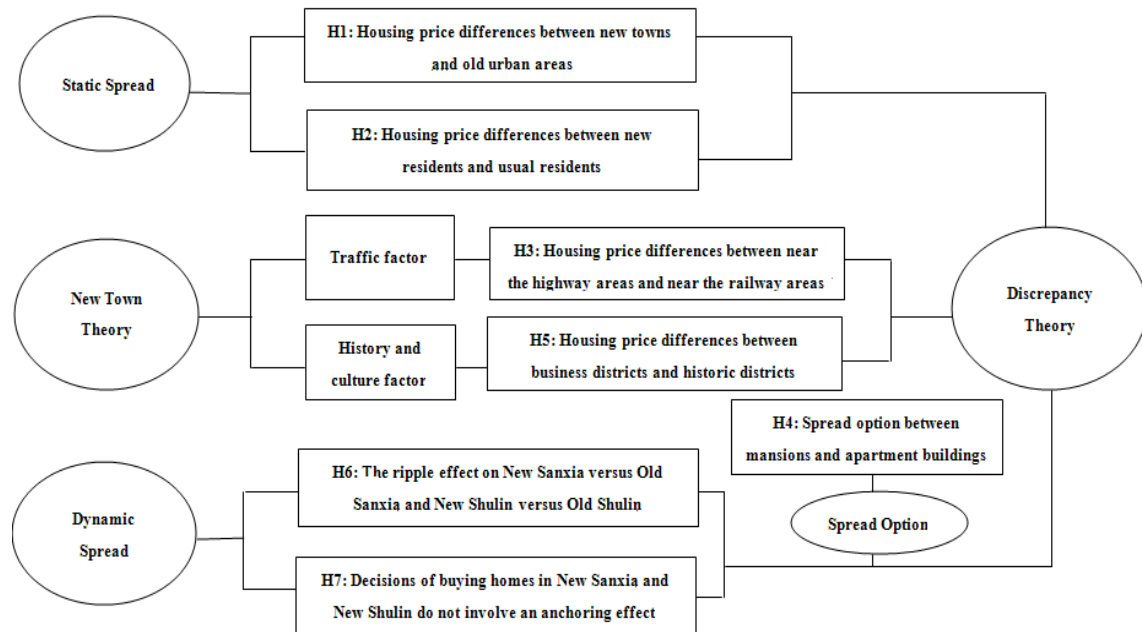 Static Spread
H1: Housing price differences between new towns
and old urban areas
H2: Housing price differences between new
residents and usual residents
New Town
Theory
Traffic factor
H3: Housing price differences between near
the highway areas and near the railway areas
History and
culture factor
H5: Housing price differences between
business districts and historic districts
Discrepancy
Theory
H4: Spread option between
mansions and apartment buildings
Spread Option
Dynamic
Spread
H6: The ripple effect on New Sanxia versus Old
Sanxia and New Shulin versus Old Shulin
H7: Decisions of buying homes in New Sanxia and
New Shulin do not involve an anchoring effect